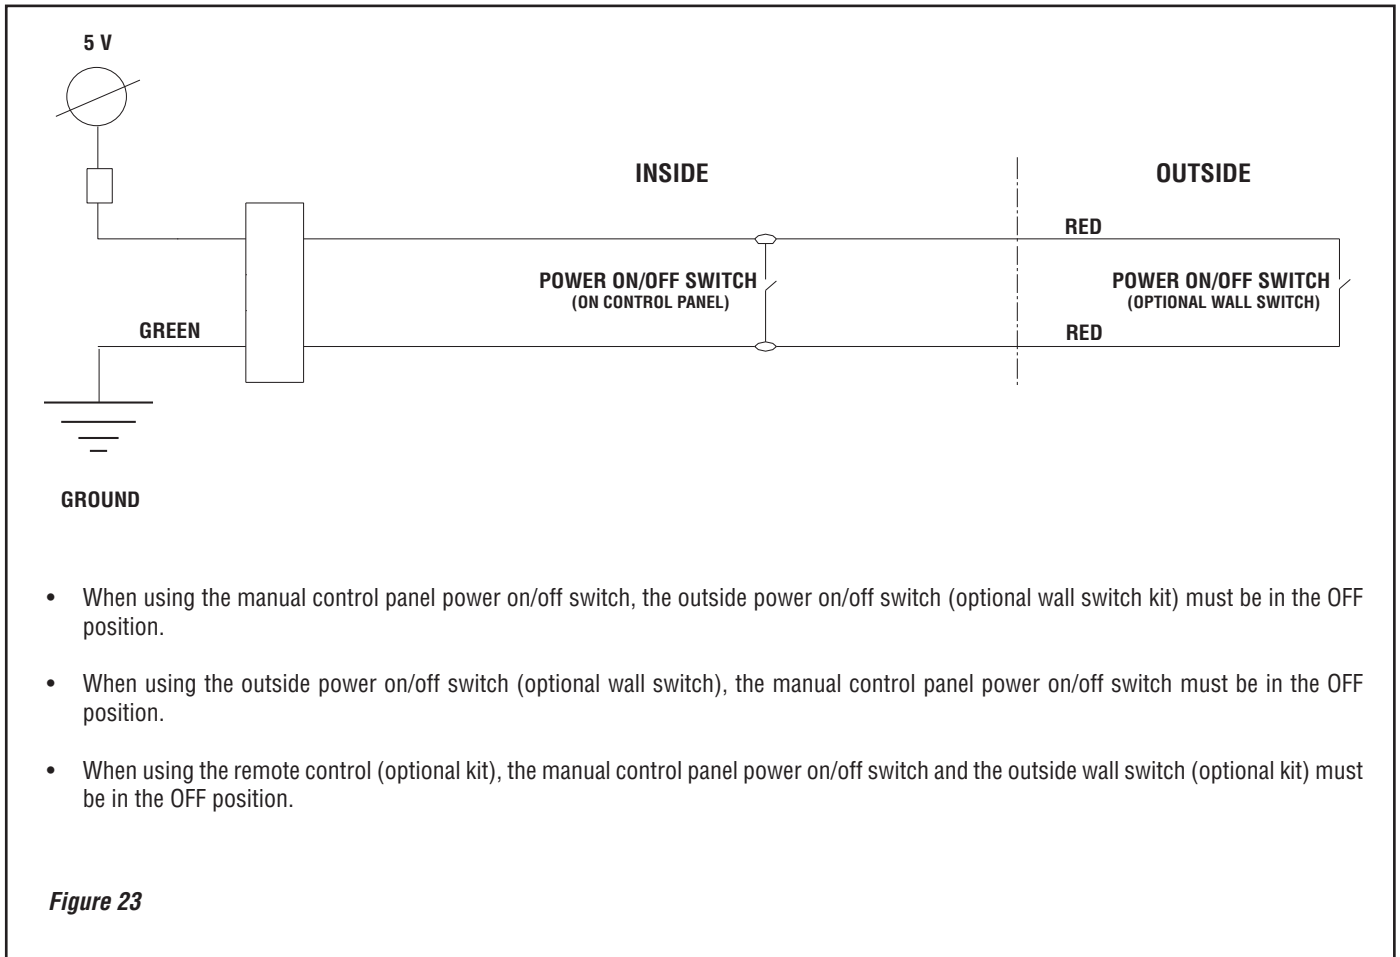 5 V
INSIDE
OUTSIDE
RED
POWER ON/OFF SWITCH
(ON CONTROL PANEL)
POWER ON/OFF SWITCH
(OPTIONAL WALL SWITCH)
GREEN
RED
GROUND
• When using the manual control panel power on/off switch, the outside power on/off switch (optional wall switch kit) must be in the OFF
position.
• When using the outside power on/off switch (optional wall switch), the manual control panel power on/off switch must be in the OFF
position.
• When using the remote control (optional kit), the manual control panel power on/off switch and the outside wall switch (optional kit) must
be in the OFF position.
Figure 23